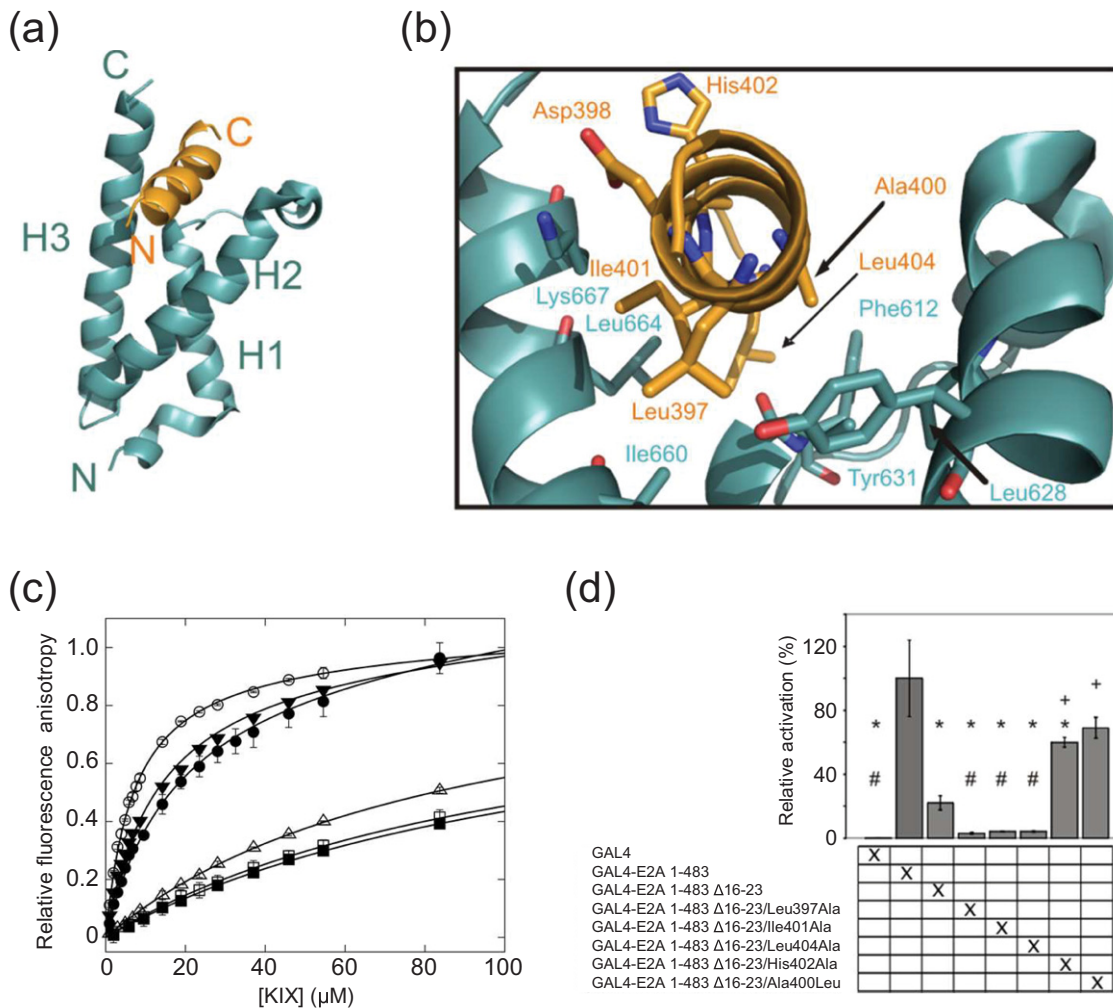 (a)
C
C
H3
N
H2
H1
N
(b)
His402
Asp398
Ala400
Ile401
Leu404
Lys667
Phe612
Leu664
Leu397
Ile660
Tyr631
Leu628
(c)
Relative fluorescence anisotropy
1.0
0.8
0.6
0.4
0.2
0
0 20 40 60 80 100
[KIX] (µM)
(d)
Relative activation (%)
120
80
40
0
* * * * * + * +
# # # #
GAL4 X
GAL4-E2A 1-483 X
GAL4-E2A 1-483 Δ16-23 X
GAL4-E2A 1-483 Δ16-23/Leu397Ala X
GAL4-E2A 1-483 Δ16-23/Ile401Ala X
GAL4-E2A 1-483 Δ16-23/Leu404Ala X
GAL4-E2A 1-483 Δ16-23/His402Ala X
GAL4-E2A 1-483 Δ16-23/Ala400Leu X